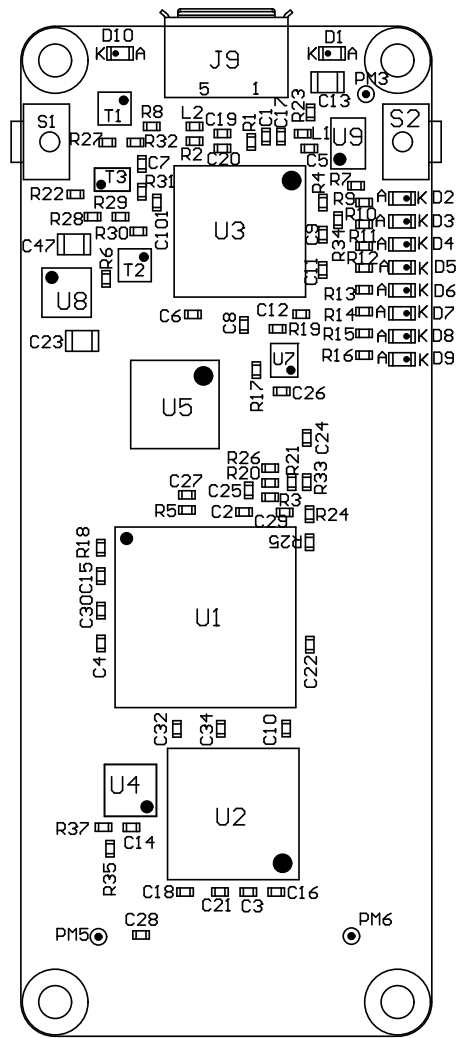 D10 D1
K A K A
J9
5 1
PM3
C13
R23
S1 S2
T1
R8 L2 C19 R1 C1 C17 L1 U9
R27 R32 R2 C20 C5
C7
T3 R31 R7
R22 R29 R4 R9 A K D2
R28 C101 R10 A K D3
C47 R30 U3 C9 R34 R11 A K D4
R6 T2 C11 R12 A K D5
U8 R13 A K D6
C6 C8 C12 R14 A K D7
R19 R15 A K D8
C23 U7 R16 A K D9
R17 C26
U5
C24
R26 R21
R20 R33
C27 C25 R3
R5 C2 C29 R24
R18 R25
C15
C30 U1
C4 C22
C32 C34 C10
U4
U2
R37 C14
R35
C18 C21 C3 C16
PM5 C28 PM6